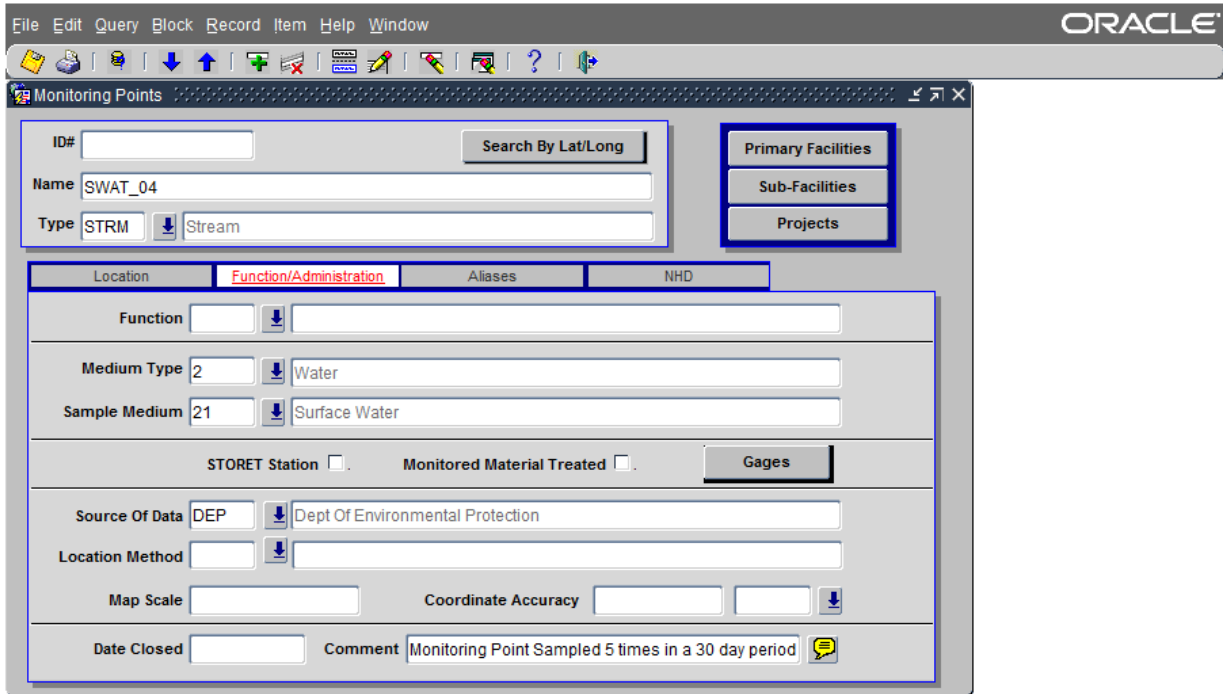 File Edit Query Block Record Item Help Window ORACLE
Monitoring Points
ID# Search By Lat/Long
Name SWAT_04
Type STRM Stream
Primary Facilities
Sub-Facilities
Projects
Location Function/Administration Aliases NHD
Function
Medium Type 2 Water
Sample Medium 21 Surface Water
STORET Station . Monitored Material Treated . Gages
Source Of Data DEP Dept Of Environmental Protection
Location Method
Map Scale Coordinate Accuracy
Date Closed Comment Monitoring Point Sampled 5 times in a 30 day period